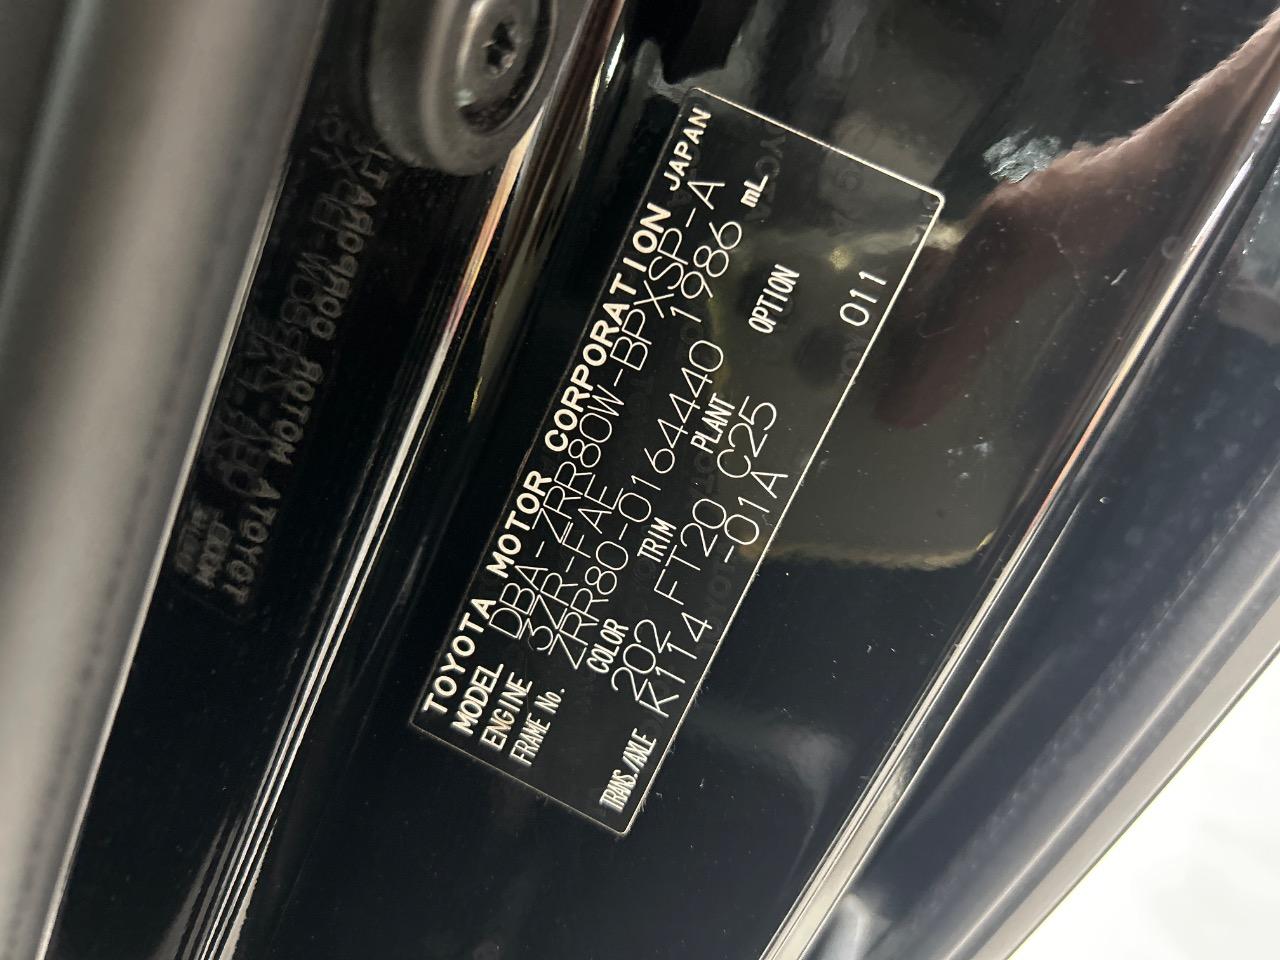 TOYOTA MOTOR CORPORATION JAPAN
MODEL DBA-ZRR80W-BPXSP-A
ENGINE 3ZR-FAE 1986 mL
FRAME No. ZRR80-0164440
COLOR TRIM PLANT OPTION
202 FT20 C25 011
TRANS./AXLE K114 -01A